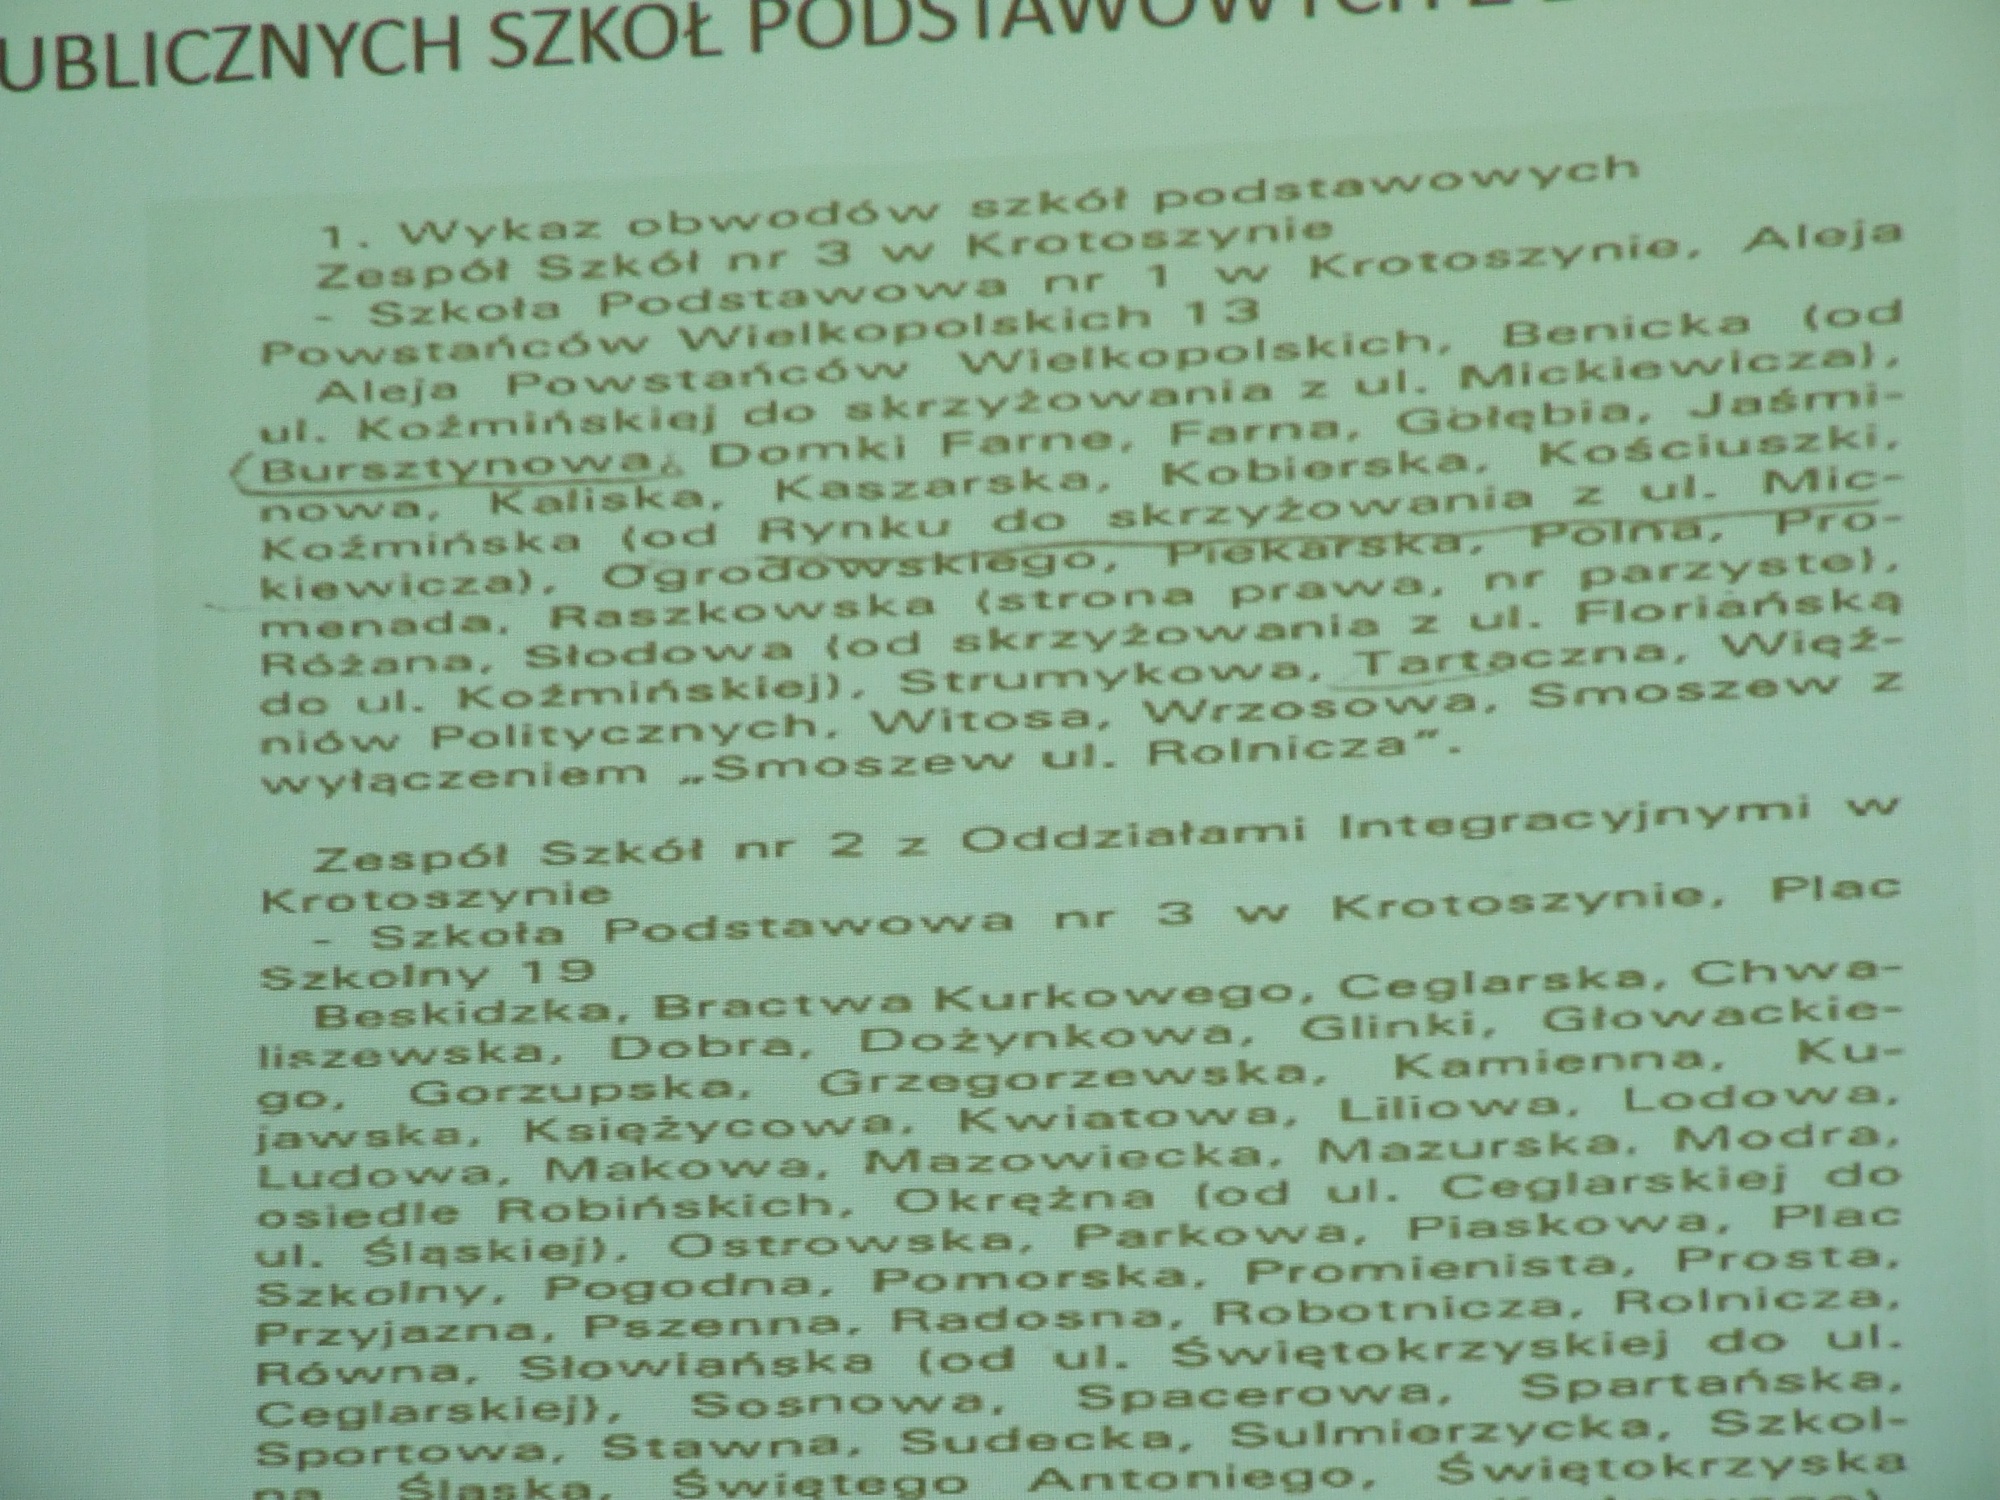 UBLICZNYCH SZKÓŁ PODSTAWOWYCH
1. Wykaz obwodów szkół podstawowych
Zespół Szkół nr 3 w Krotoszynie
- Szkoła Podstawowa nr 1 w Krotoszynie, Aleja
Powstańców Wielkopolskich 13
Aleja Powstańców Wielkopolskich, Benicka (od
ul. Koźmińskiej do skrzyżowania z ul. Mickiewicza),
Bursztynowa, Domki Farne, Farna, Gołębia, Jaśmi-
nowa, Kaliska, Kaszarska, Kobierska, Kościuszki,
Koźmińska (od Rynku do skrzyżowania z ul. Mic-
kiewicza), Ogrodowskiego, Piekarska, Polna, Pro-
menada, Raszkowska (strona prawa, nr parzyste),
Różana, Słodowa (od skrzyżowania z ul. Floriańską
do ul. Koźmińskiej), Strumykowa, Tartaczna, Więź-
niów Politycznych, Witosa, Wrzosowa, Smoszew z
wyłączeniem „Smoszew ul. Rolnicza".
Zespół Szkół nr 2 z Oddziałami Integracyjnymi w
Krotoszynie
- Szkoła Podstawowa nr 3 w Krotoszynie, Plac
Szkolny 19
Beskidzka, Bractwa Kurkowego, Ceglarska, Chwa-
liszewska, Dobra, Dożynkowa, Glinki, Głowackie-
go, Gorzupska, Grzegorzewska, Kamienna, Ku-
jawska, Księżycowa, Kwiatowa, Liliowa, Lodowa,
Ludowa, Makowa, Mazowiecka, Mazurska, Modra,
osiedle Robińskich, Okrężna (od ul. Ceglarskiej do
ul. Śląskiej), Ostrowska, Parkowa, Piaskowa, Plac
Szkolny, Pogodna, Pomorska, Promienista, Prosta,
Przyjazna, Pszenna, Radosna, Robotnicza, Rolnicza,
Równa, Słowiańska (od ul. Świętokrzyskiej do ul.
Ceglarskiej), Sosnowa, Spacerowa, Spartańska,
Sportowa, Stawna, Sudecka, Sulmierzycka, Szkol-
na, Śląska, Świętego Antoniego, Świętokrzyska